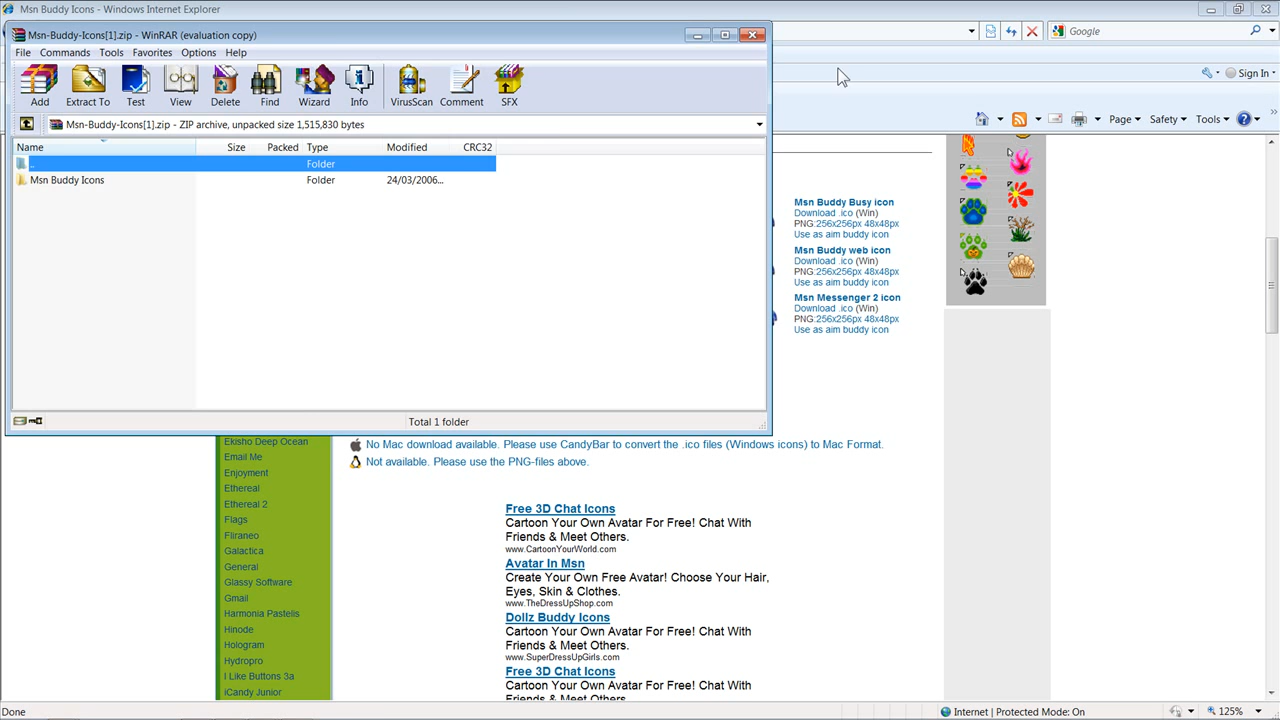 Msn Buddy Icons - Windows Internet Explorer
Msn-Buddy-Icons[1].zip - WinRAR (evaluation copy)
Google
File Commands Tools Favorites Options Help
Sign In
Add Extract To Test View Delete Find Wizard Info VirusScan Comment SFX
Page Safety Tools
Msn-Buddy-Icons[1].zip - ZIP archive, unpacked size 1,515,830 bytes
Name Size Packed Type Modified CRC32
.. Folder
Msn Buddy Icons Folder 24/03/2006...
Total 1 folder
Msn Buddy Busy icon
Download .ico (Win)
PNG:256x256px 48x48px
Use as aim buddy icon
Msn Buddy web icon
Download .ico (Win)
PNG:256x256px 48x48px
Use as aim buddy icon
Msn Messenger 2 icon
Download .ico (Win)
PNG:256x256px 48x48px
Use as aim buddy icon
Ekisho Deep Ocean
Email Me
Enjoyment
Ethereal
Ethereal 2
Flags
Fliraneo
Galactica
General
Glassy Software
Gmail
Harmonia Pastelis
Hinode
Hologram
Hydropro
I Like Buttons 3a
iCandy Junior
No Mac download available. Please use CandyBar to convert the .ico files (Windows icons) to Mac Format.
Not available. Please use the PNG-files above.
Free 3D Chat Icons
Cartoon Your Own Avatar For Free! Chat With
Friends & Meet Others.
www.CartoonYourWorld.com
Avatar In Msn
Create Your Own Free Avatar! Choose Your Hair,
Eyes, Skin & Clothes.
www.TheDressUpShop.com
Dollz Buddy Icons
Cartoon Your Own Avatar For Free! Chat With
Friends & Meet Others.
www.SuperDressUpGirls.com
Free 3D Chat Icons
Cartoon Your Own Avatar For Free! Chat With
Done
Internet | Protected Mode: On
125%